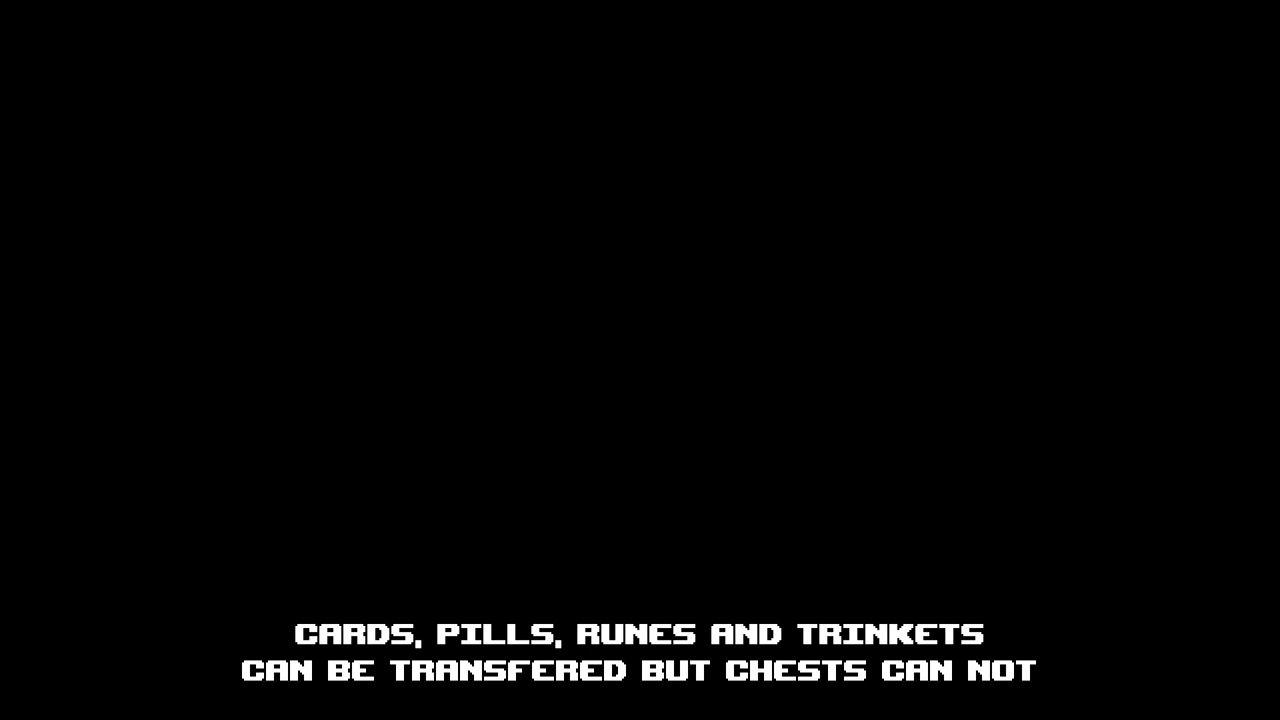 CARDS, PILLS, RUNES AND TRINKETS
CAN BE TRANSFERED BUT CHESTS CAN NOT